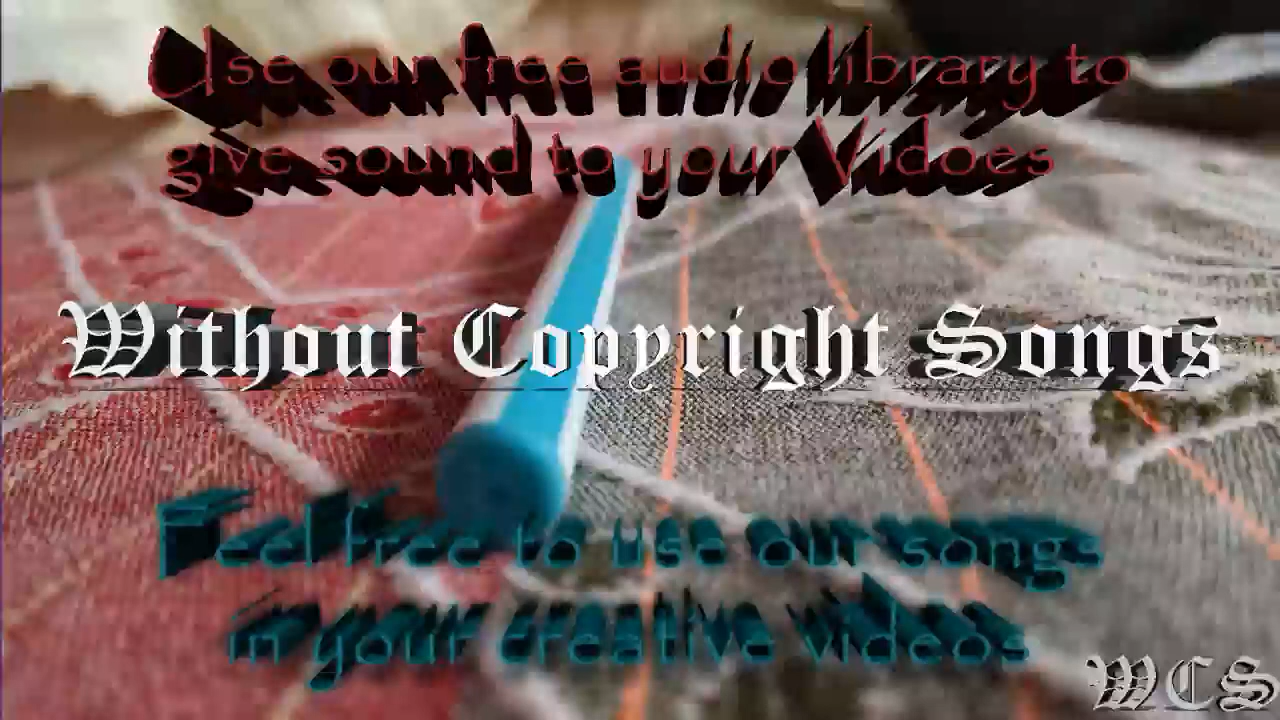 Use our free audio library to
give sound to your Vidoes
Without Copyright Songs
Feel free to use our songs
in your creative videos
WCS